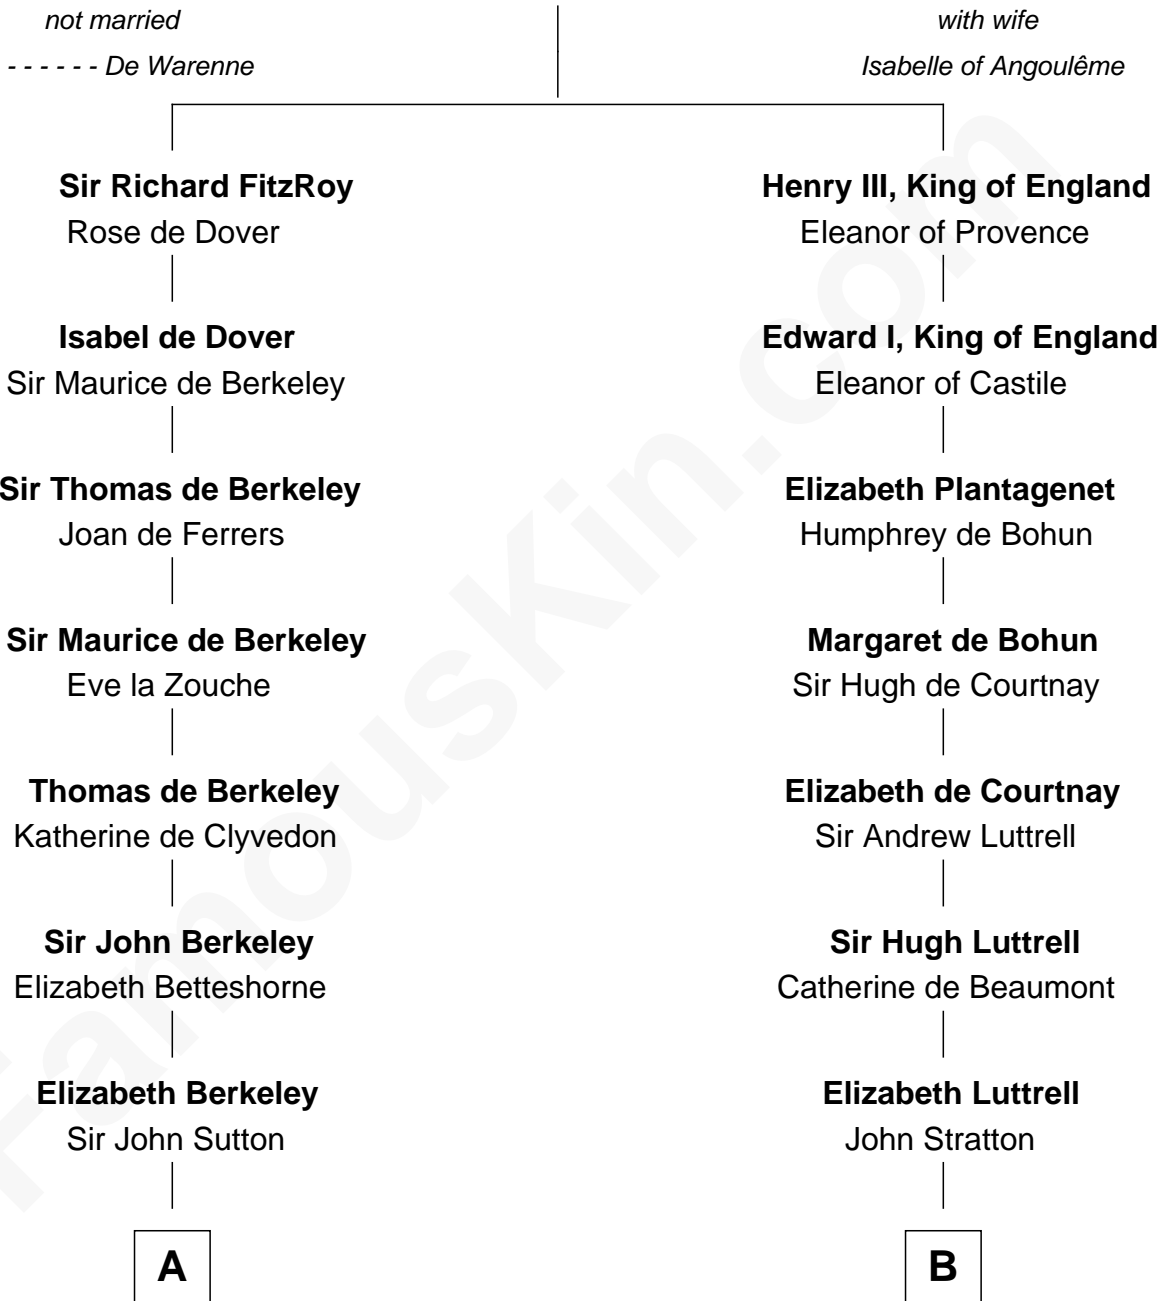 not married
- - - - - - De Warenne
with wife
Isabelle of Angoulême
Sir Richard FitzRoy
Rose de Dover
Henry III, King of England
Eleanor of Provence
Isabel de Dover
Sir Maurice de Berkeley
Edward I, King of England
Eleanor of Castile
Sir Thomas de Berkeley
Joan de Ferrers
Elizabeth Plantagenet
Humphrey de Bohun
Sir Maurice de Berkeley
Eve la Zouche
Margaret de Bohun
Sir Hugh de Courtnay
Thomas de Berkeley
Katherine de Clyvedon
Elizabeth de Courtnay
Sir Andrew Luttrell
Sir John Berkeley
Elizabeth Betteshorne
Sir Hugh Luttrell
Catherine de Beaumont
Elizabeth Berkeley
Sir John Sutton
Elizabeth Luttrell
John Stratton
A
B
FamousKin.com